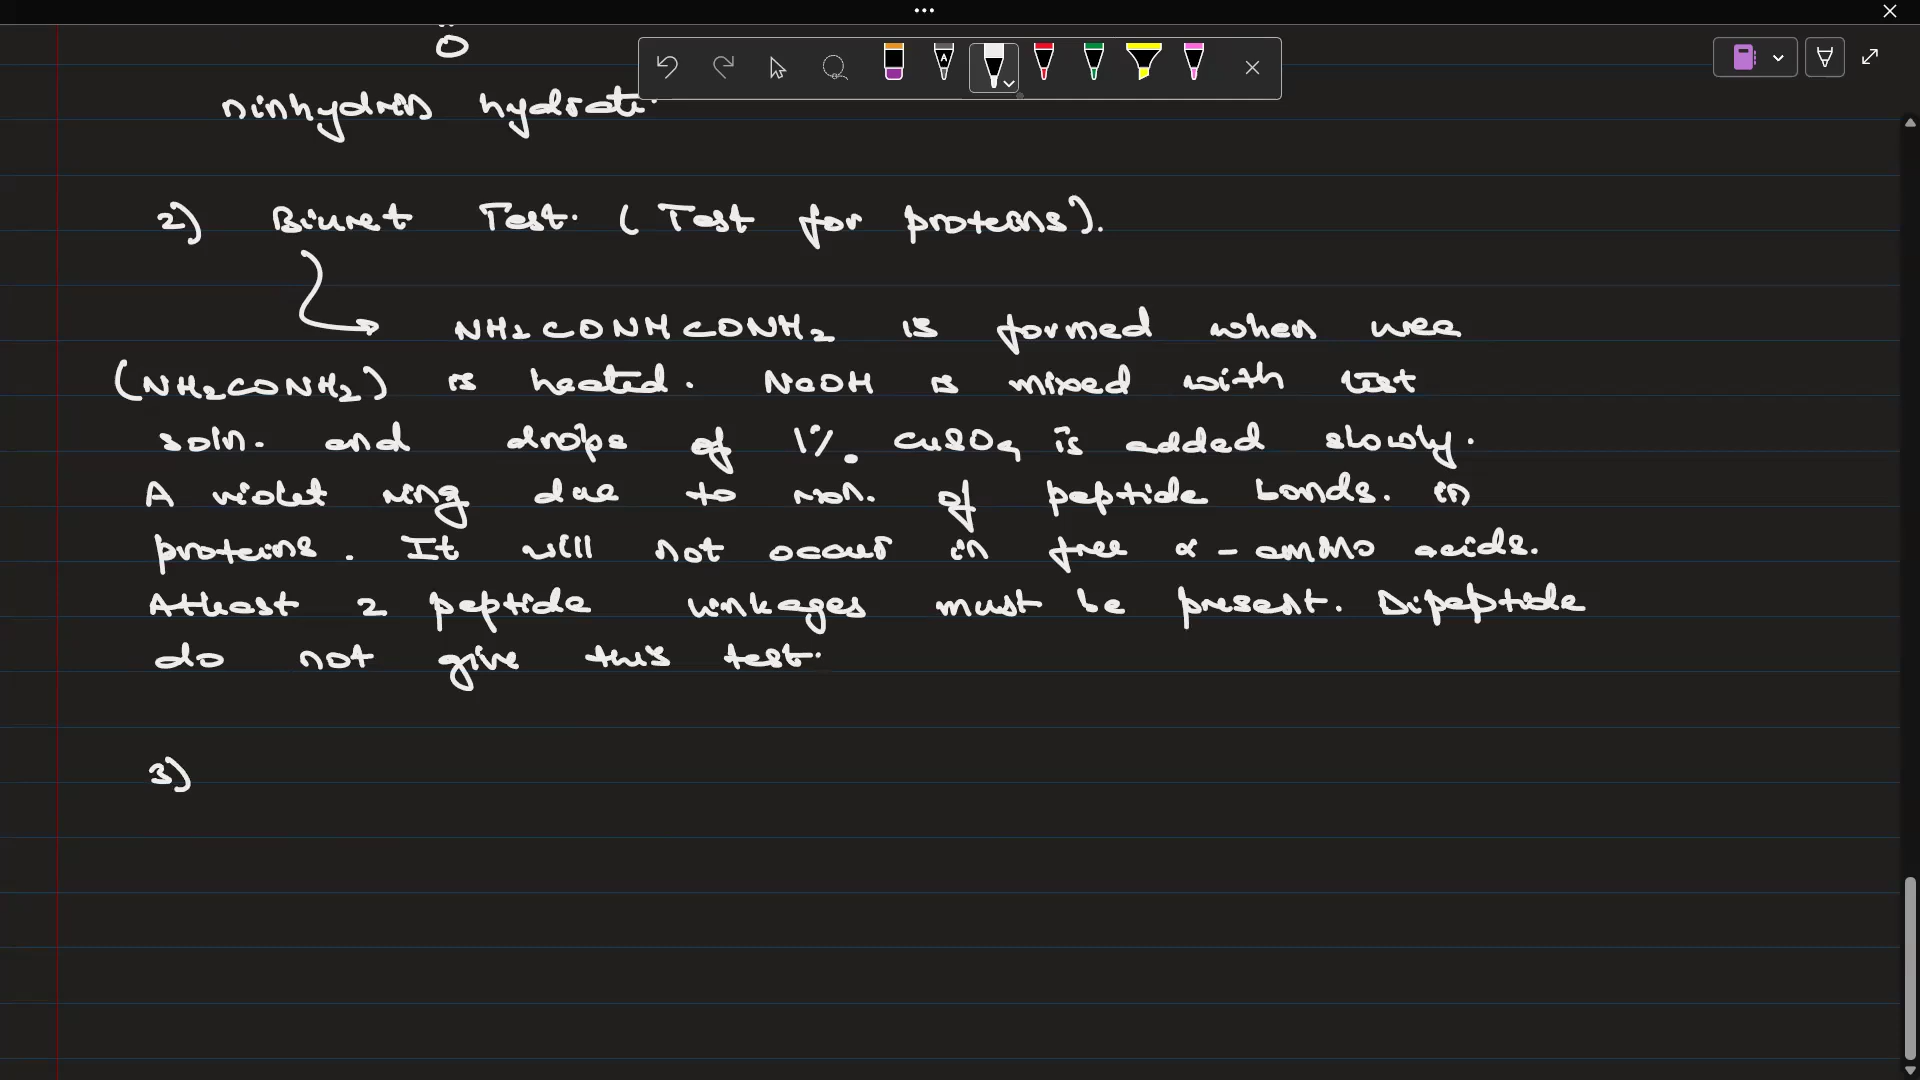 O
ninhydrin hydrate.
2) Biuret Test. (Test for proteins).
NH2CONHCONH2 is formed when urea
(NH2CONH2) is heated. NaOH is mixed with test
soln. and drops of 1%. CuSO4 is added slowly.
A violet ring due to rxn. of peptide bonds. in
proteins. It will not occur in free α-amino acids.
Atleast 2 peptide linkages must be present. Dipeptide
do not give this test.
3)